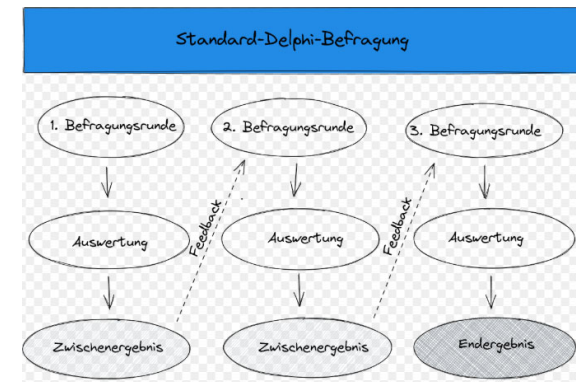 Standard-Delphi-Befragung
1. Befragungsrunde
2. Befragungsrunde
3. Befragungsrunde
Feedback
Feedback
Auswertung
Auswertung
Auswertung
Zwischenergebnis
Zwischenergebnis
Endergebnis